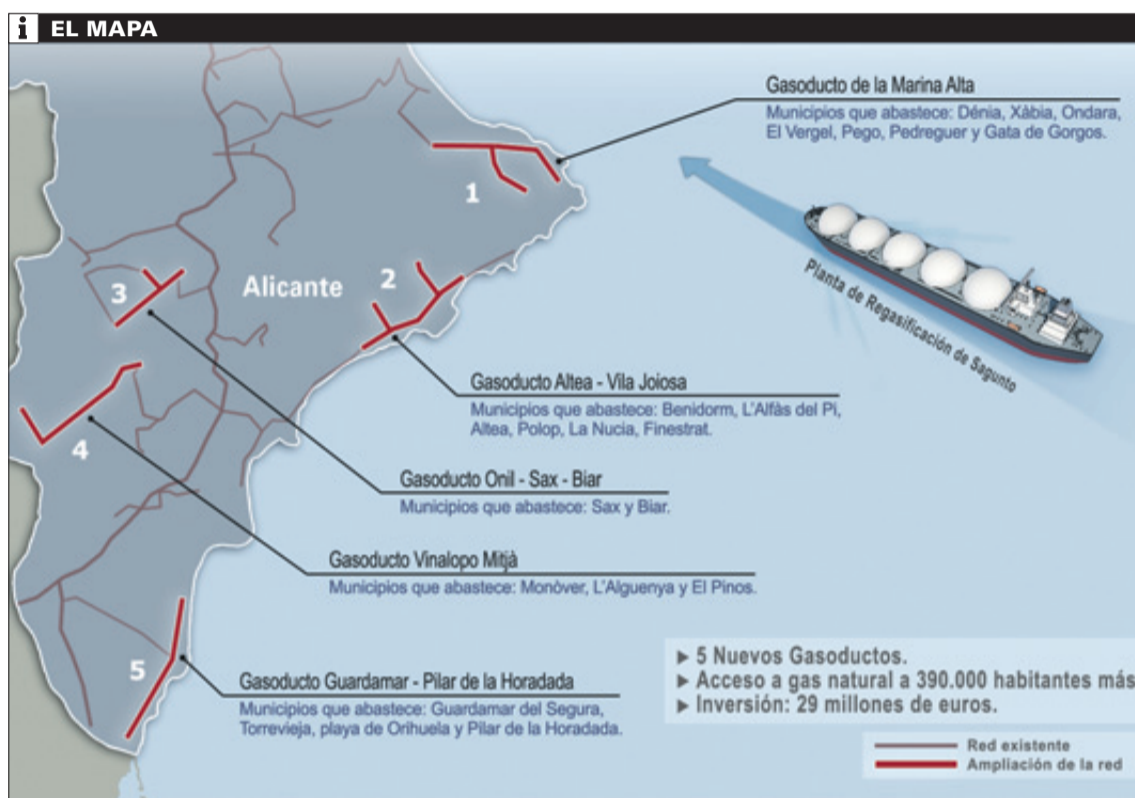 i EL MAPA
Gasoducto de la Marina Alta
Municipios que abastece: Dénia, Xàbia, Ondara,
El Vergel, Pego, Pedreguer y Gata de Gorgos.
1
Planta de Regasificación de Sagunto
Alicante
2
3
Gasoducto Altea - Vila Joiosa
Municipios que abastece: Benidorm, L'Alfàs del Pi,
Altea, Polop, La Nucia, Finestrat.
4
Gasoducto Onil - Sax - Biar
Municipios que abastece: Sax y Biar.
Gasoducto Vinalopo Mitjà
Municipios que abastece: Monòver, L'Alguenya y El Pinos.
5
Gasoducto Guardamar - Pilar de la Horadada
Municipios que abastece: Guardamar del Segura,
Torrevieja, playa de Orihuela y Pilar de la Horadada.
▶ 5 Nuevos Gasoductos.
▶ Acceso a gas natural a 390.000 habitantes más
▶ Inversión: 29 millones de euros.
Red existente
Ampliación de la red